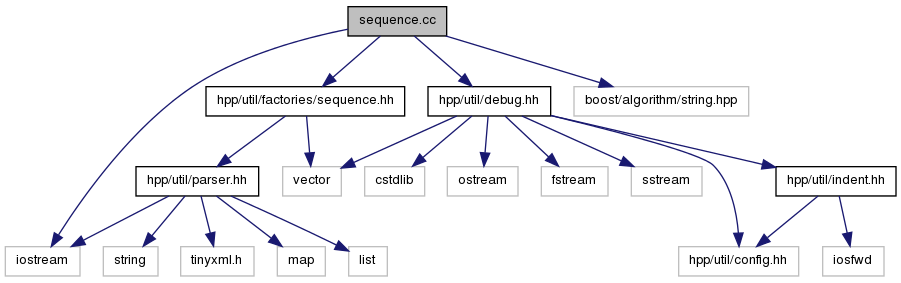 sequence.cc
hpp/util/factories/sequence.hh
hpp/util/debug.hh
boost/algorithm/string.hpp
hpp/util/parser.hh
vector
cstdlib
ostream
fstream
sstream
hpp/util/indent.hh
iostream
string
tinyxml.h
map
list
hpp/util/config.hh
iosfwd